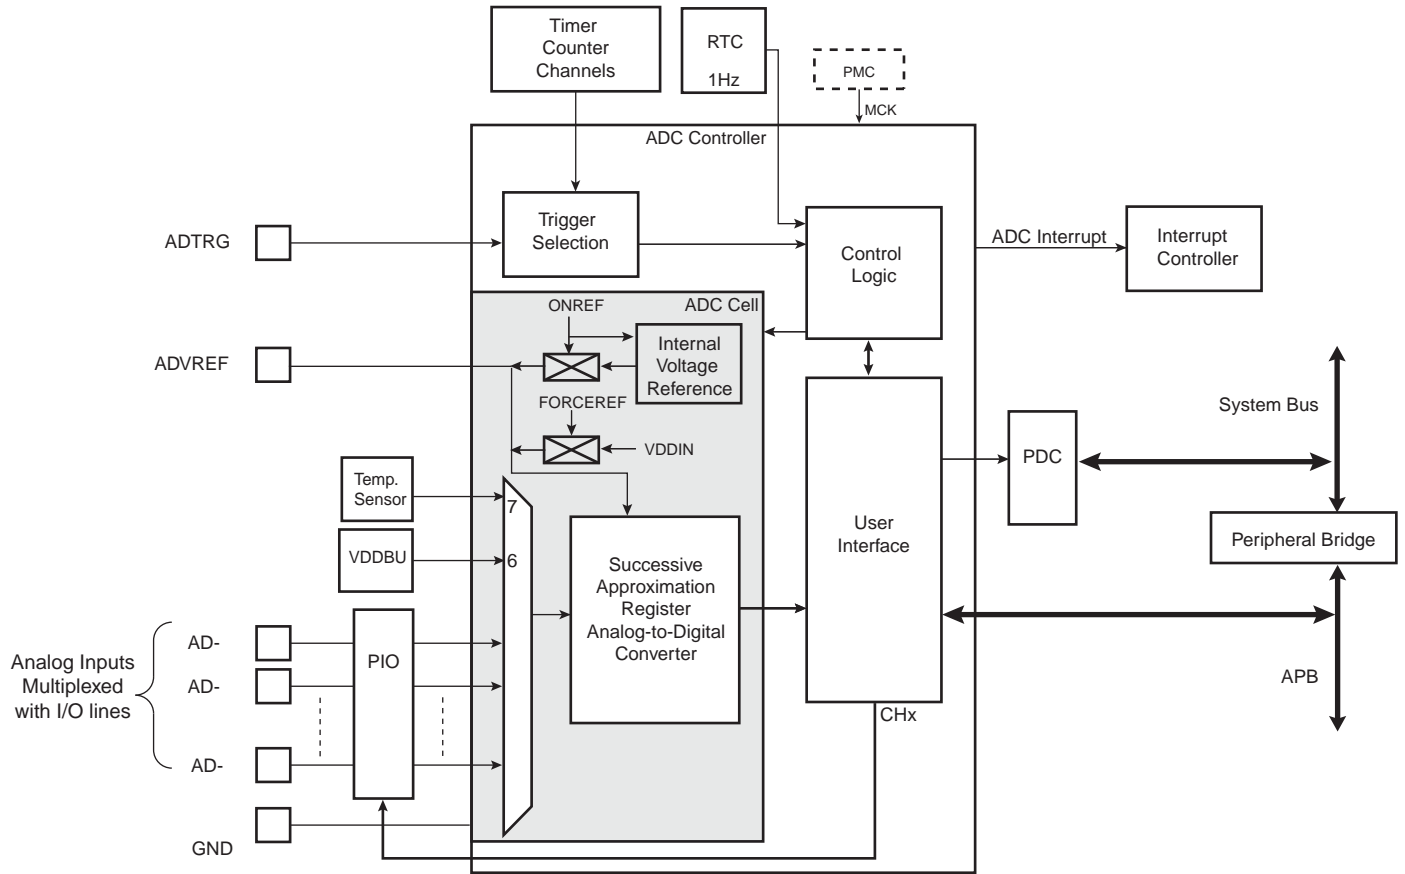 Timer
Counter
Channels
RTC
1Hz
PMC
MCK
ADC Controller
ADTRG
Trigger
Selection
Control
Logic
ADC Interrupt
Interrupt
Controller
ADC Cell
ONREF
ADVREF
Internal
Voltage
Reference
FORCEREF
VDDIN
System Bus
PDC
Temp.
Sensor
7
VDDBU
6
User
Interface
Peripheral Bridge
Successive
Approximation
Register
Analog-to-Digital
Converter
Analog Inputs
Multiplexed
with I/O lines
AD-
AD-
AD-
PIO
APB
CHx
GND